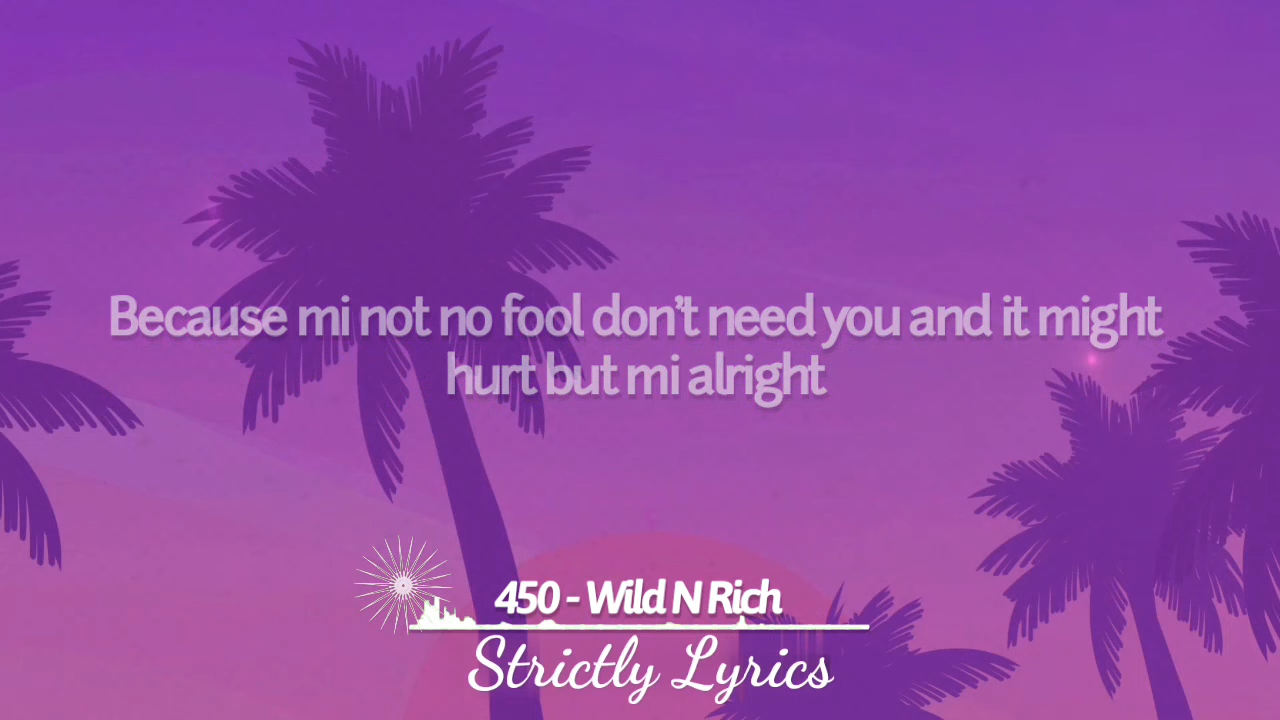 Because mi not no fool don't need you and it might
hurt but mi alright
450 - Wild N Rich
Strictly Lyrics